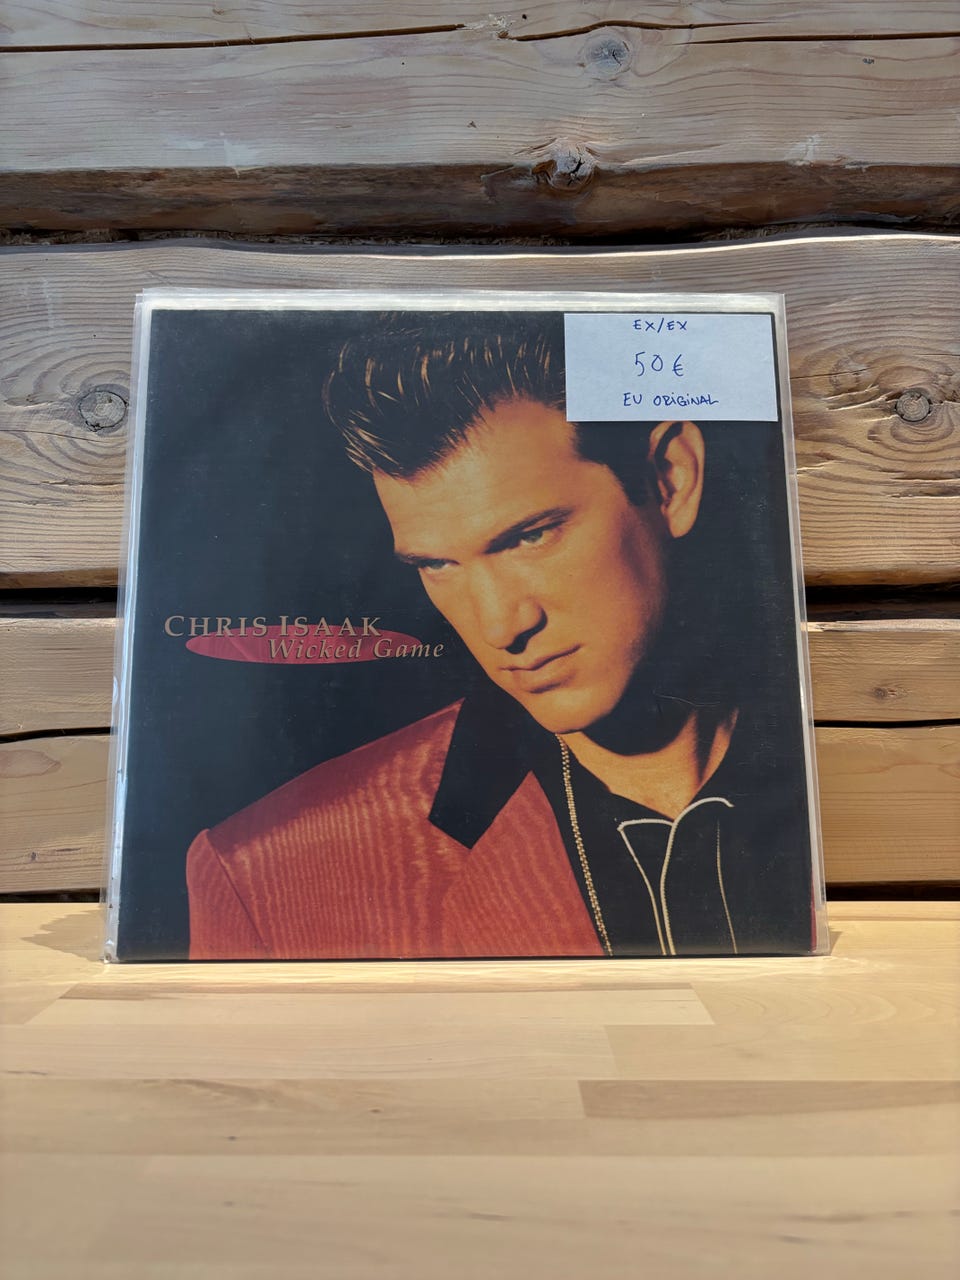 EX/EX
50 €
EU ORiGiNAL
CHRIS ISAAK
Wicked Game